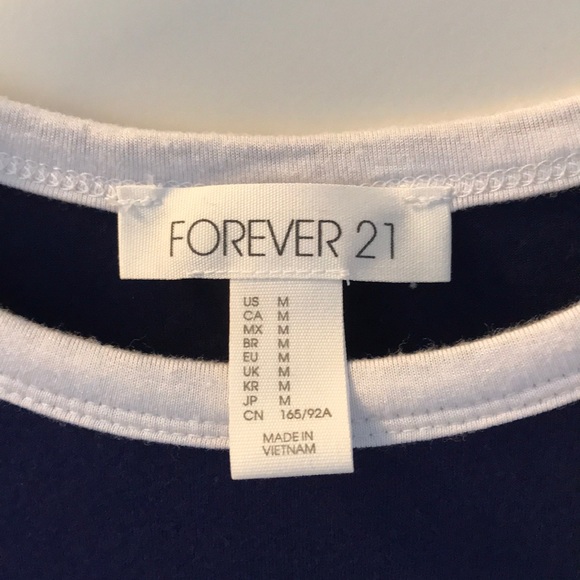 FOREVER 21
US M
CA M
MX M
BR M
EU M
UK M
KR M
JP M
CN 165/92A
MADE IN
VIETNAM